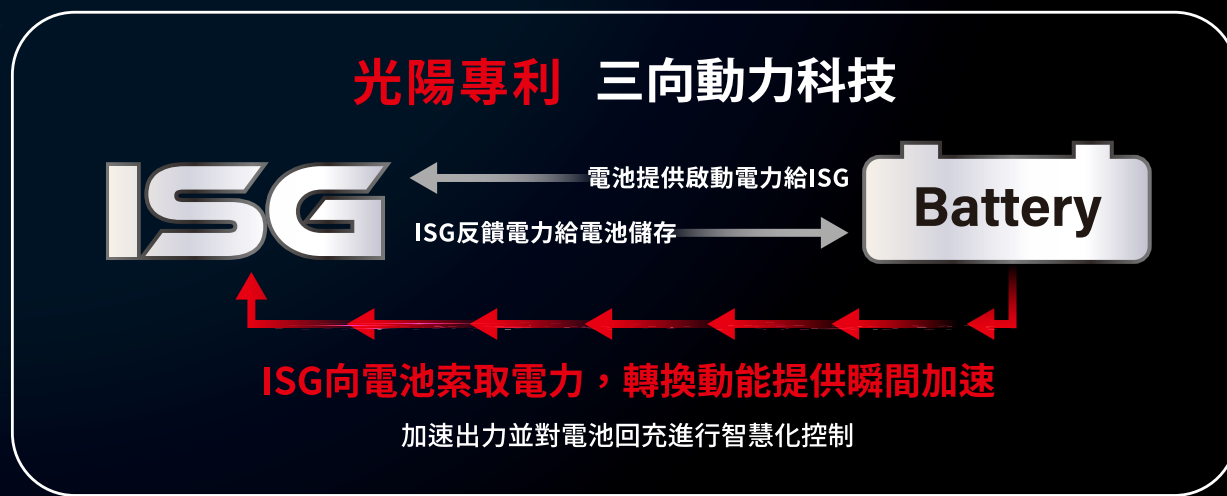 光陽專利 三向動力科技
ISG
電池提供啟動電力給ISG
ISG反饋電力給電池儲存
Battery
ISG向電池索取電力，轉換動能提供瞬間加速
加速出力並對電池回充進行智慧化控制